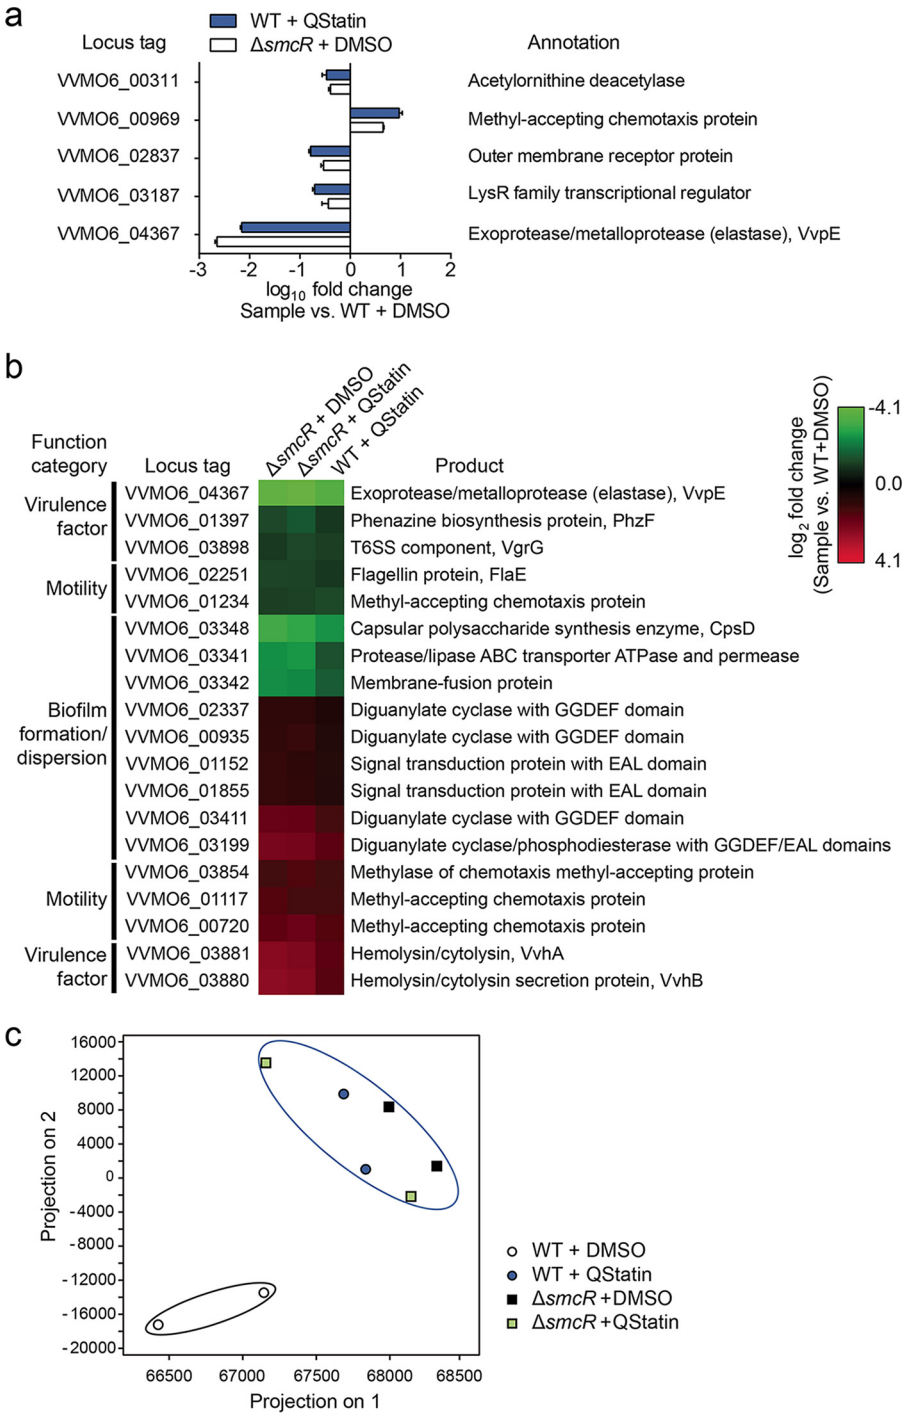 a
WT + QStatin
ΔsmcR + DMSO
Locus tag
Annotation
VVMO6_00311
Acetylornithine deacetylase
VVMO6_00969
Methyl-accepting chemotaxis protein
VVMO6_02837
Outer membrane receptor protein
VVMO6_03187
LysR family transcriptional regulator
VVMO6_04367
Exoprotease/metalloprotease (elastase), VvpE
-3 -2 -1 0 1 2
log10 fold change
Sample vs. WT + DMSO
b
ΔsmcR + DMSO
ΔsmcR + QStatin
WT + QStatin
Function
category
Locus tag
Product
log2 fold change
(Sample vs. WT+DMSO)
-4.1
0.0
4.1
Virulence
factor
VVMO6_04367 Exoprotease/metalloprotease (elastase), VvpE
VVMO6_01397 Phenazine biosynthesis protein, PhzF
VVMO6_03898 T6SS component, VgrG
Motility
VVMO6_02251 Flagellin protein, FlaE
VVMO6_01234 Methyl-accepting chemotaxis protein
Biofilm
formation/
dispersion
VVMO6_03348 Capsular polysaccharide synthesis enzyme, CpsD
VVMO6_03341 Protease/lipase ABC transporter ATPase and permease
VVMO6_03342 Membrane-fusion protein
VVMO6_02337 Diguanylate cyclase with GGDEF domain
VVMO6_00935 Diguanylate cyclase with GGDEF domain
VVMO6_01152 Signal transduction protein with EAL domain
VVMO6_01855 Signal transduction protein with EAL domain
VVMO6_03411 Diguanylate cyclase with GGDEF domain
VVMO6_03199 Diguanylate cyclase/phosphodiesterase with GGDEF/EAL domains
Motility
VVMO6_03854 Methylase of chemotaxis methyl-accepting protein
VVMO6_01117 Methyl-accepting chemotaxis protein
VVMO6_00720 Methyl-accepting chemotaxis protein
Virulence
factor
VVMO6_03881 Hemolysin/cytolysin, VvhA
VVMO6_03880 Hemolysin/cytolysin secretion protein, VvhB
c
Projection on 2
16000
12000
8000
4000
0
-4000
-8000
-12000
-16000
-20000
66500 67000 67500 68000 68500
Projection on 1
WT + DMSO
WT + QStatin
ΔsmcR +DMSO
ΔsmcR +QStatin